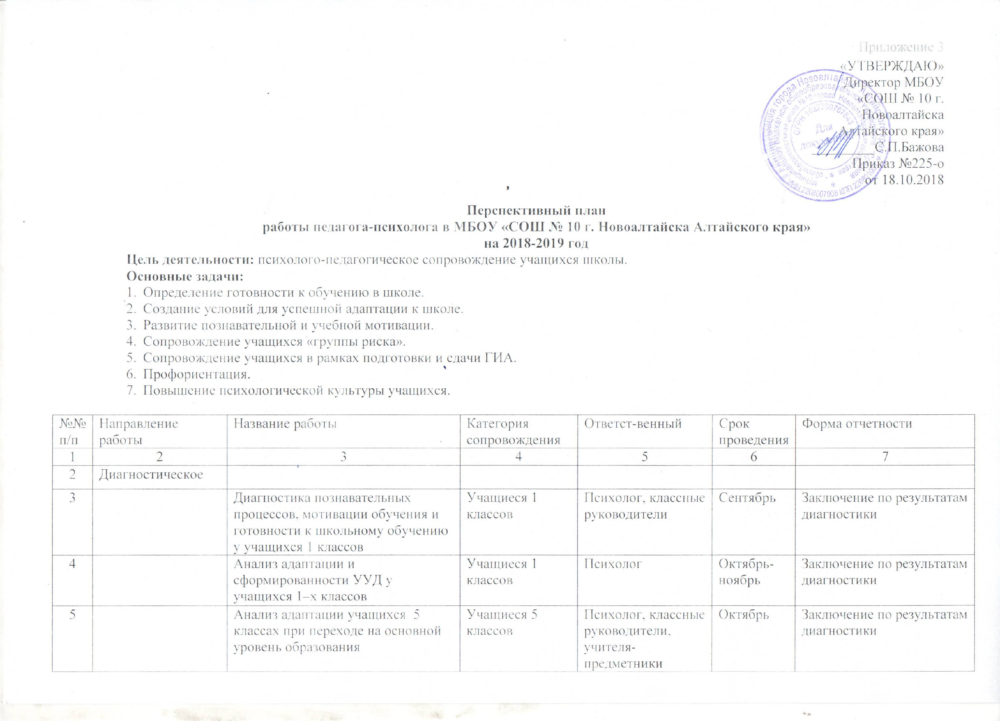 Приложение 3
«УТВЕРЖДАЮ»
Директор МБОУ
«СОШ № 10 г.
Новоалтайска
Алтайского края»
С.П.Бажова
Приказ №225-о
от 18.10.2018
Для
документов
ОГРН 1022200767643
ИНН 2208007908 КПП
Перспективный план
работы педагога-психолога в МБОУ «СОШ № 10 г. Новоалтайска Алтайского края»
на 2018-2019 год
Цель деятельности: психолого-педагогическое сопровождение учащихся школы.
Основные задачи:
1. Определение готовности к обучению в школе.
2. Создание условий для успешной адаптации к школе.
3. Развитие познавательной и учебной мотивации.
4. Сопровождение учащихся «группы риска».
5. Сопровождение учащихся в рамках подготовки и сдачи ГИА.
6. Профориентация.
7. Повышение психологической культуры учащихся.
№№ Направление Название работы Категория Ответст-венный Срок Форма отчетности
п/п работы сопровождения проведения
1 2 3 4 5 6 7
2 Диагностическое
3 Диагностика познавательных Учащиеся 1 Психолог, классные Сентябрь Заключение по результатам
процессов, мотивации обучения и классов руководители диагностики
готовности к школьному обучению
у учащихся 1 классов
4 Анализ адаптации и Учащиеся 1 Психолог Октябрь- Заключение по результатам
сформированности УУД у классов ноябрь диагностики
учащихся 1–х классов
5 Анализ адаптации учащихся 5 Учащиеся 5 Психолог, классные Октябрь Заключение по результатам
классах при переходе на основной классов руководители, диагностики
уровень образования учителя-
предметники